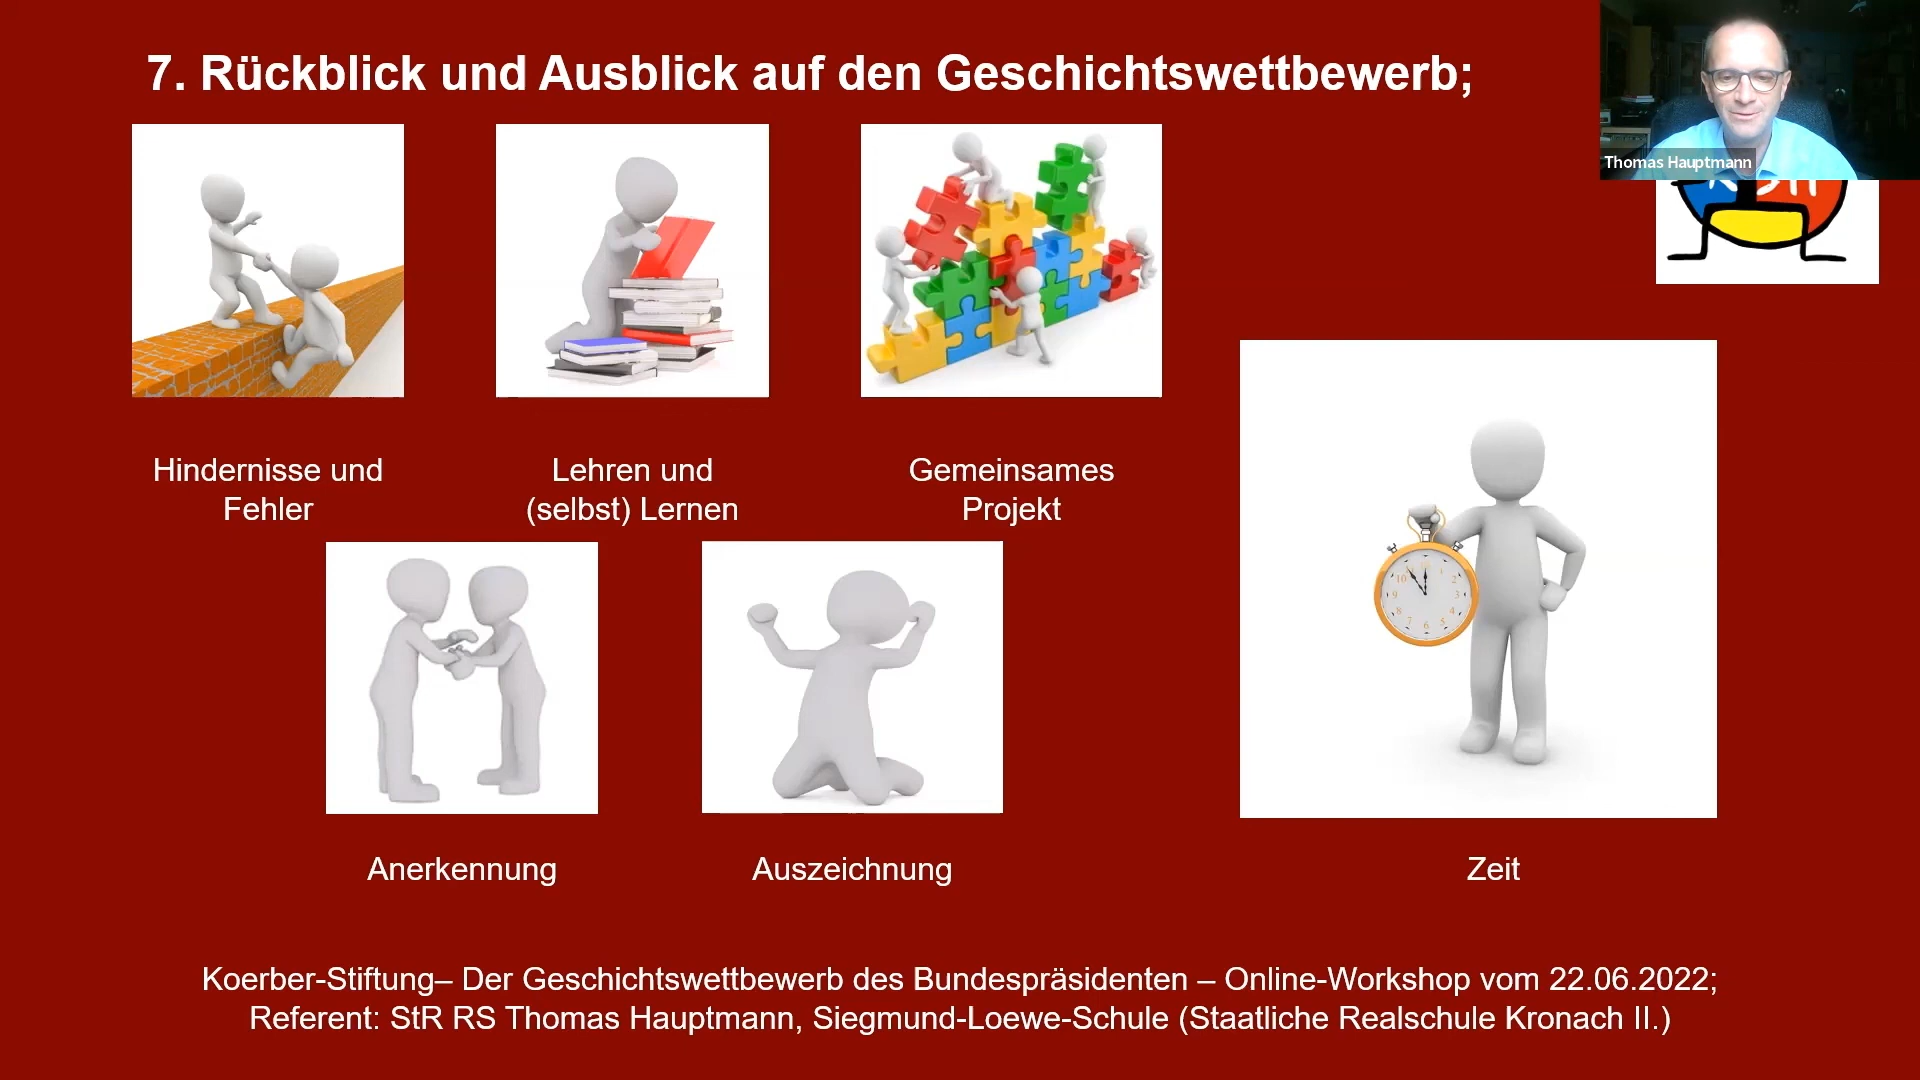 7. Rückblick und Ausblick auf den Geschichtswettbewerb;
Thomas Hauptmann
Hindernisse und
Fehler
Lehren und
(selbst) Lernen
Gemeinsames
Projekt
Anerkennung
Auszeichnung
Zeit
Koerber-Stiftung– Der Geschichtswettbewerb des Bundespräsidenten – Online-Workshop vom 22.06.2022;
Referent: StR RS Thomas Hauptmann, Siegmund-Loewe-Schule (Staatliche Realschule Kronach II.)